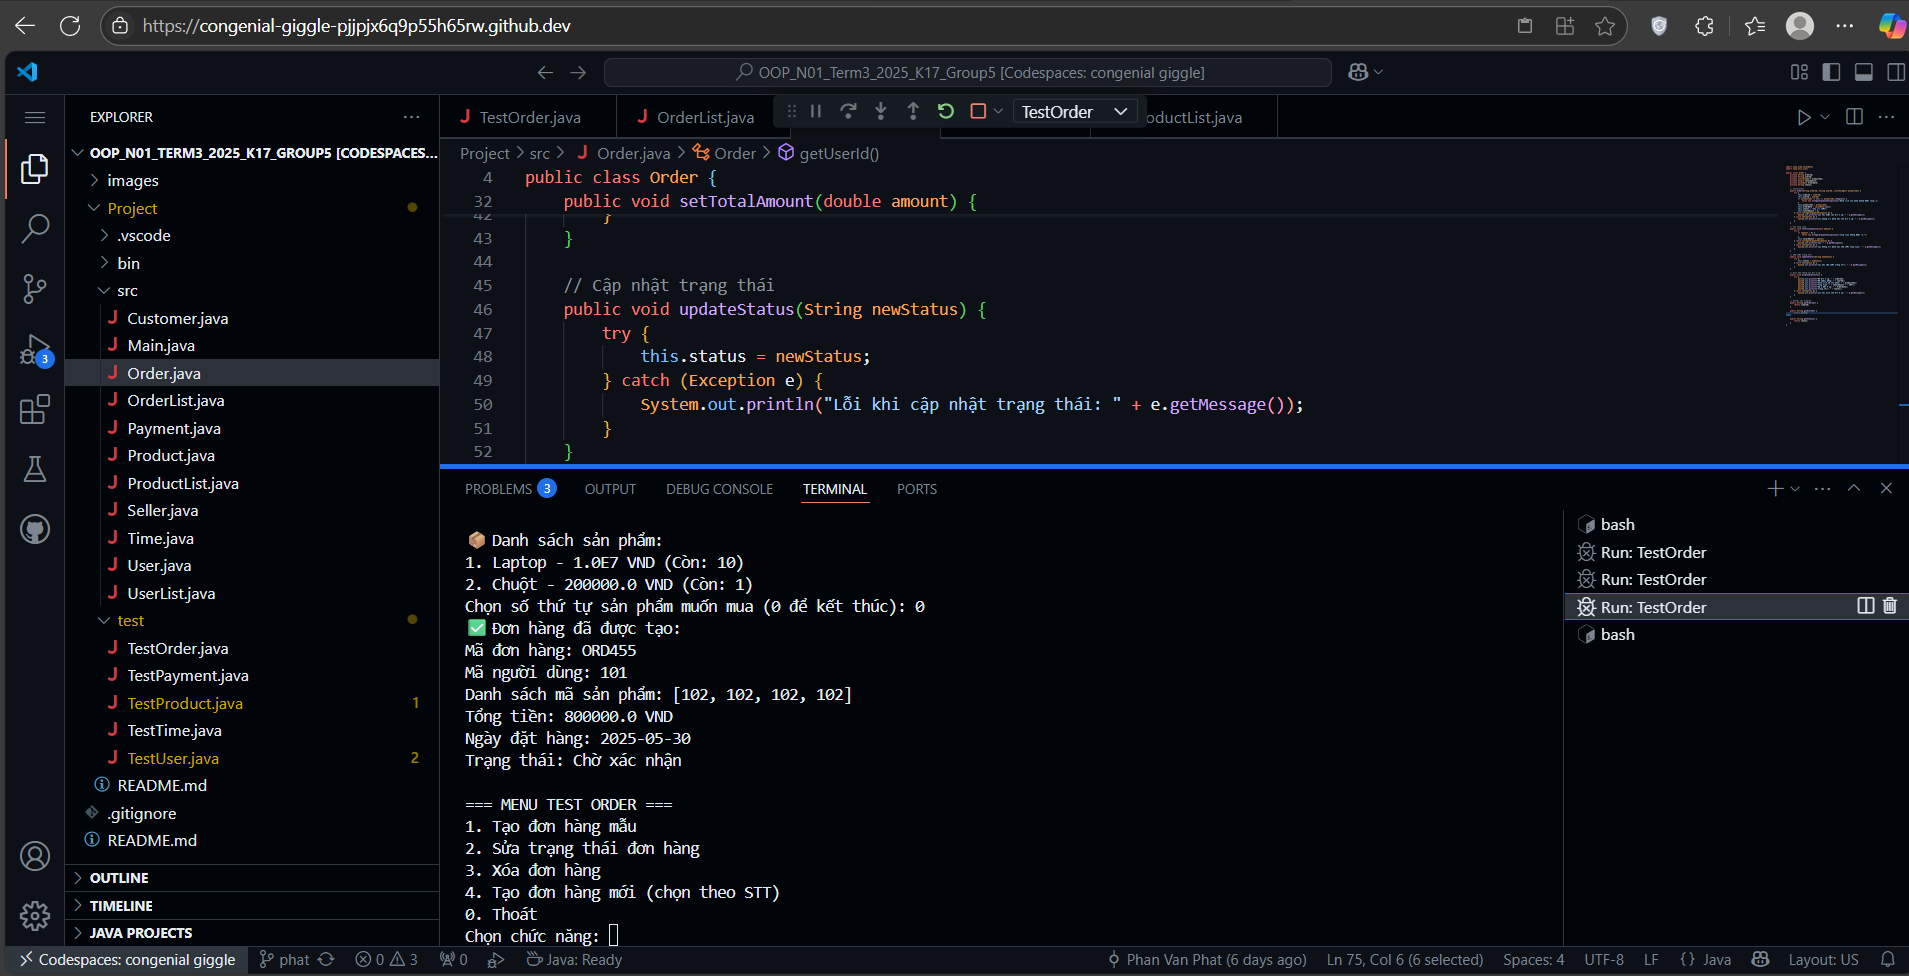 https://congenial-giggle-pjjpjx6q9p55h65rw.github.dev
OOP_N01_Term3_2025_K17_Group5 [Codespaces: congenial giggle]
EXPLORER
OOP_N01_TERM3_2025_K17_GROUP5 [CODESPACES...
images
Project
.vscode
bin
src
Customer.java
Main.java
Order.java
OrderList.java
Payment.java
Product.java
ProductList.java
Seller.java
Time.java
User.java
UserList.java
test
TestOrder.java
TestPayment.java
TestProduct.java 1
TestTime.java
TestUser.java 2
README.md
.gitignore
README.md
OUTLINE
TIMELINE
JAVA PROJECTS
3
TestOrder.java
OrderList.java
TestOrder
oductList.java
Project > src > Order.java > Order > getUserId()
4 public class Order {
32 public void setTotalAmount(double amount) {
42 }
43 }
44
45 // Cập nhật trạng thái
46 public void updateStatus(String newStatus) {
47 try {
48 this.status = newStatus;
49 } catch (Exception e) {
50 System.out.println("Lỗi khi cập nhật trạng thái: " + e.getMessage());
51 }
52 }
PROBLEMS 3 OUTPUT DEBUG CONSOLE TERMINAL PORTS
📦 Danh sách sản phẩm:
1. Laptop - 1.0E7 VND (Còn: 10)
2. Chuột - 200000.0 VND (Còn: 1)
Chọn số thứ tự sản phẩm muốn mua (0 để kết thúc): 0
✅ Đơn hàng đã được tạo:
Mã đơn hàng: ORD455
Mã người dùng: 101
Danh sách mã sản phẩm: [102, 102, 102, 102]
Tổng tiền: 800000.0 VND
Ngày đặt hàng: 2025-05-30
Trạng thái: Chờ xác nhận
=== MENU TEST ORDER ===
1. Tạo đơn hàng mẫu
2. Sửa trạng thái đơn hàng
3. Xóa đơn hàng
4. Tạo đơn hàng mới (chọn theo STT)
0. Thoát
Chọn chức năng:
bash
Run: TestOrder
Run: TestOrder
Run: TestOrder
bash
Codespaces: congenial giggle phat 0 3 0 Java: Ready
Phan Van Phat (6 days ago) Ln 75, Col 6 (6 selected) Spaces: 4 UTF-8 LF {} Java Layout: US